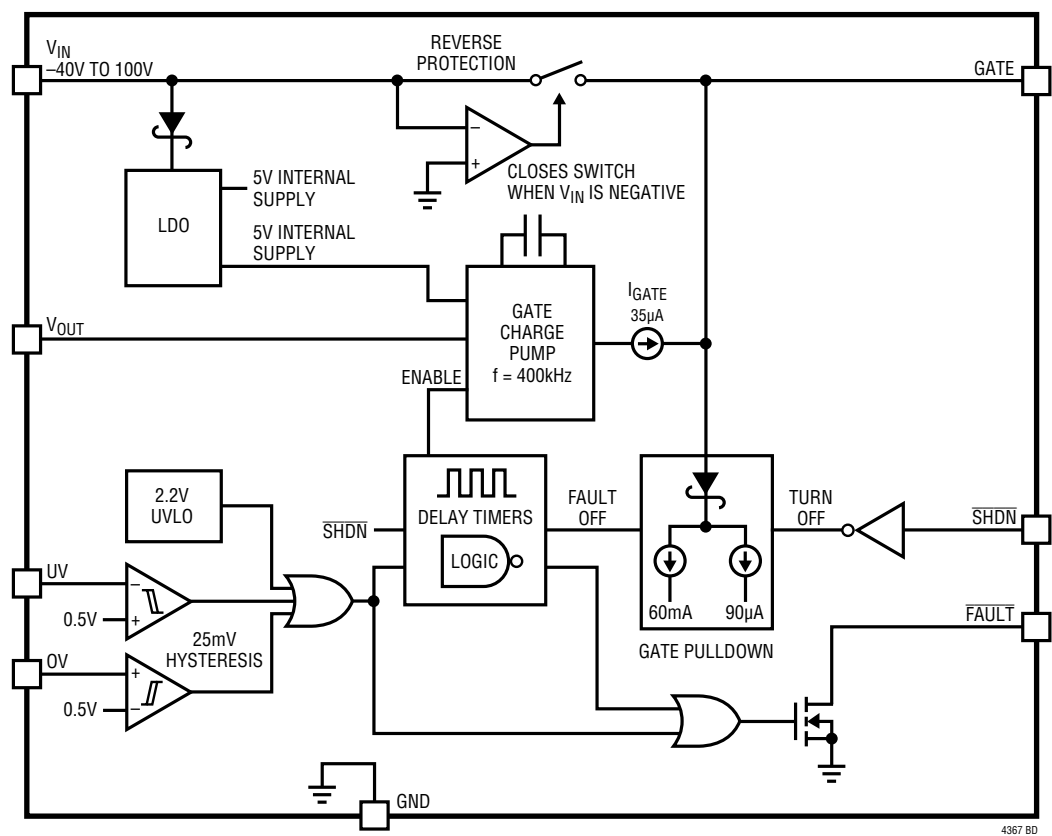 VIN
–40V TO 100V
REVERSE
PROTECTION
GATE
–
+
CLOSES SWITCH
WHEN VIN IS NEGATIVE
LDO
5V INTERNAL
SUPPLY
5V INTERNAL
SUPPLY
GATE
CHARGE
PUMP
f = 400kHz
IGATE
35µA
VOUT
ENABLE
2.2V
UVLO
SHDN
DELAY TIMERS
LOGIC
FAULT
OFF
TURN
OFF
SHDN
60mA
90µA
GATE PULLDOWN
FAULT
UV
–
0.5V
+
25mV
HYSTERESIS
OV
+
0.5V
–
GND
4367 BD